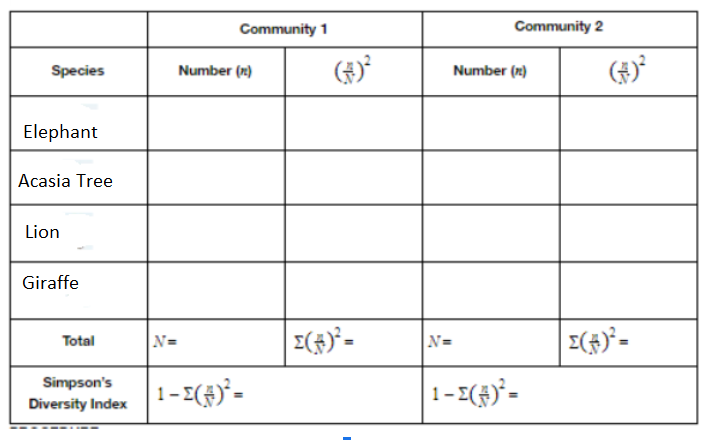 Community 1 Community 2
Species Number (n) (n/N)² Number (n) (n/N)²
Elephant
Acasia Tree
Lion
Giraffe
Total N= Σ(n/N)² = N= Σ(n/N)² =
Simpson's
Diversity Index 1 – Σ(n/N)² = 1 – Σ(n/N)² =